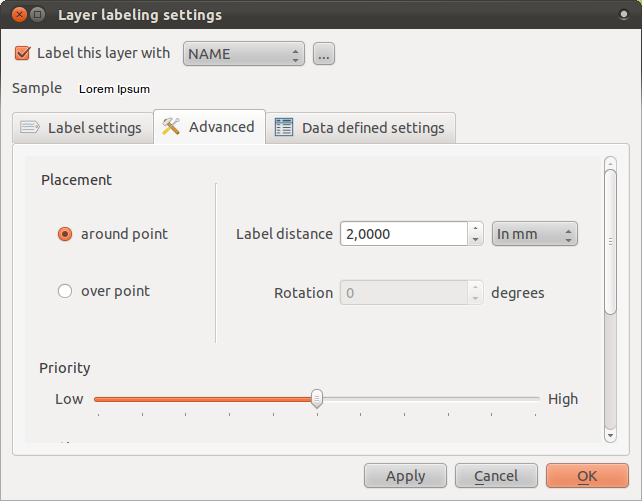 Layer labeling settings
Label this layer with NAME ...
Sample Lorem Ipsum
Label settings Advanced Data defined settings
Placement
around point Label distance 2,0000 In mm
over point Rotation 0 degrees
Priority
Low High
Apply Cancel OK